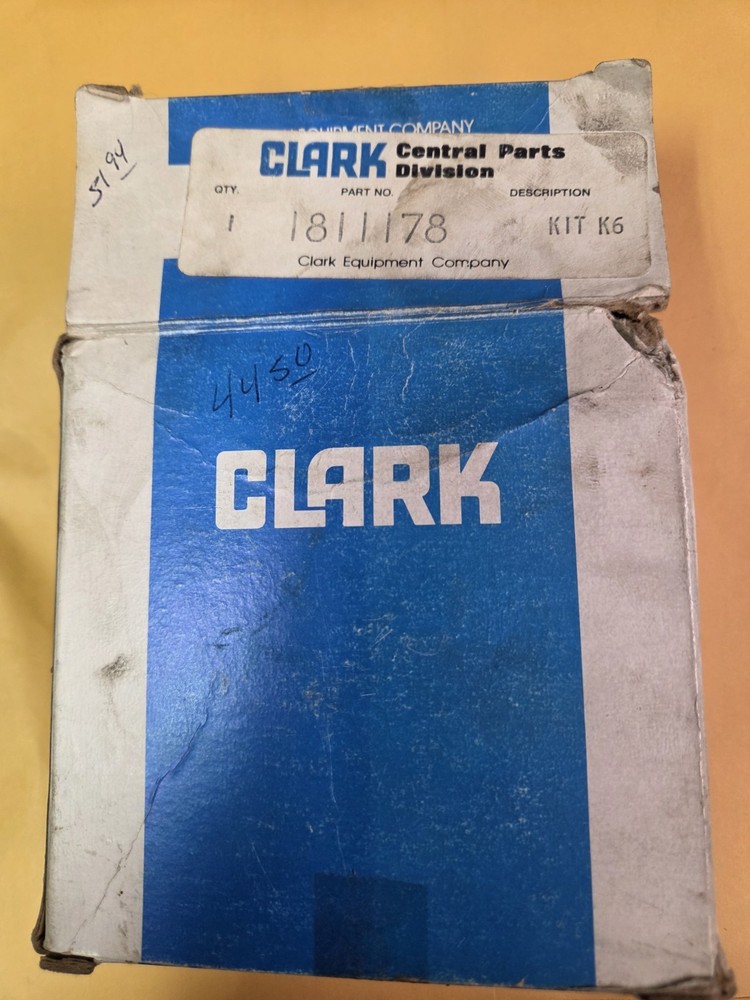 EQUIPMENT COMPANY
CLARK Central Parts Division
QTY. PART NO. DESCRIPTION
1 1811178 KIT K6
Clark Equipment Company
5194
4450
CLARK